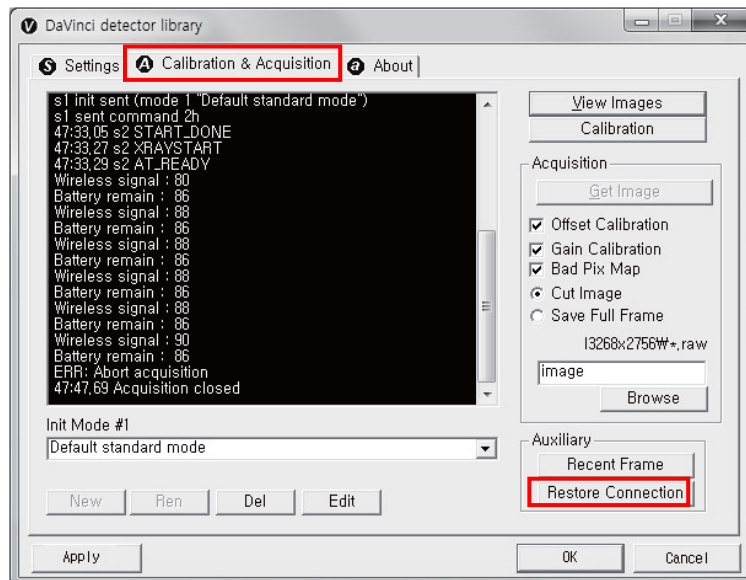 DaVinci detector library
Settings
Calibration & Acquisition
About
s1 init sent (mode 1 "Default standard mode")
s1 sent command 2h
47:33,05 s2 START_DONE
47:33,27 s2 XRAYSTART
47:33,29 s2 AT_READY
Wireless signal : 80
Battery remain : 86
Wireless signal : 88
Battery remain : 86
Wireless signal : 88
Battery remain : 86
Wireless signal : 88
Battery remain : 86
Wireless signal : 88
Battery remain : 86
Wireless signal : 90
Battery remain : 86
ERR: Abort acquisition
47:47,69 Acquisition closed
Init Mode #1
Default standard mode
New
Ren
Del
Edit
View Images
Calibration
Acquisition
Get Image
Offset Calibration
Gain Calibration
Bad Pix Map
Cut Image
Save Full Frame
I3268x2756₩*,raw
image
Browse
Auxiliary
Recent Frame
Restore Connection
Apply
OK
Cancel